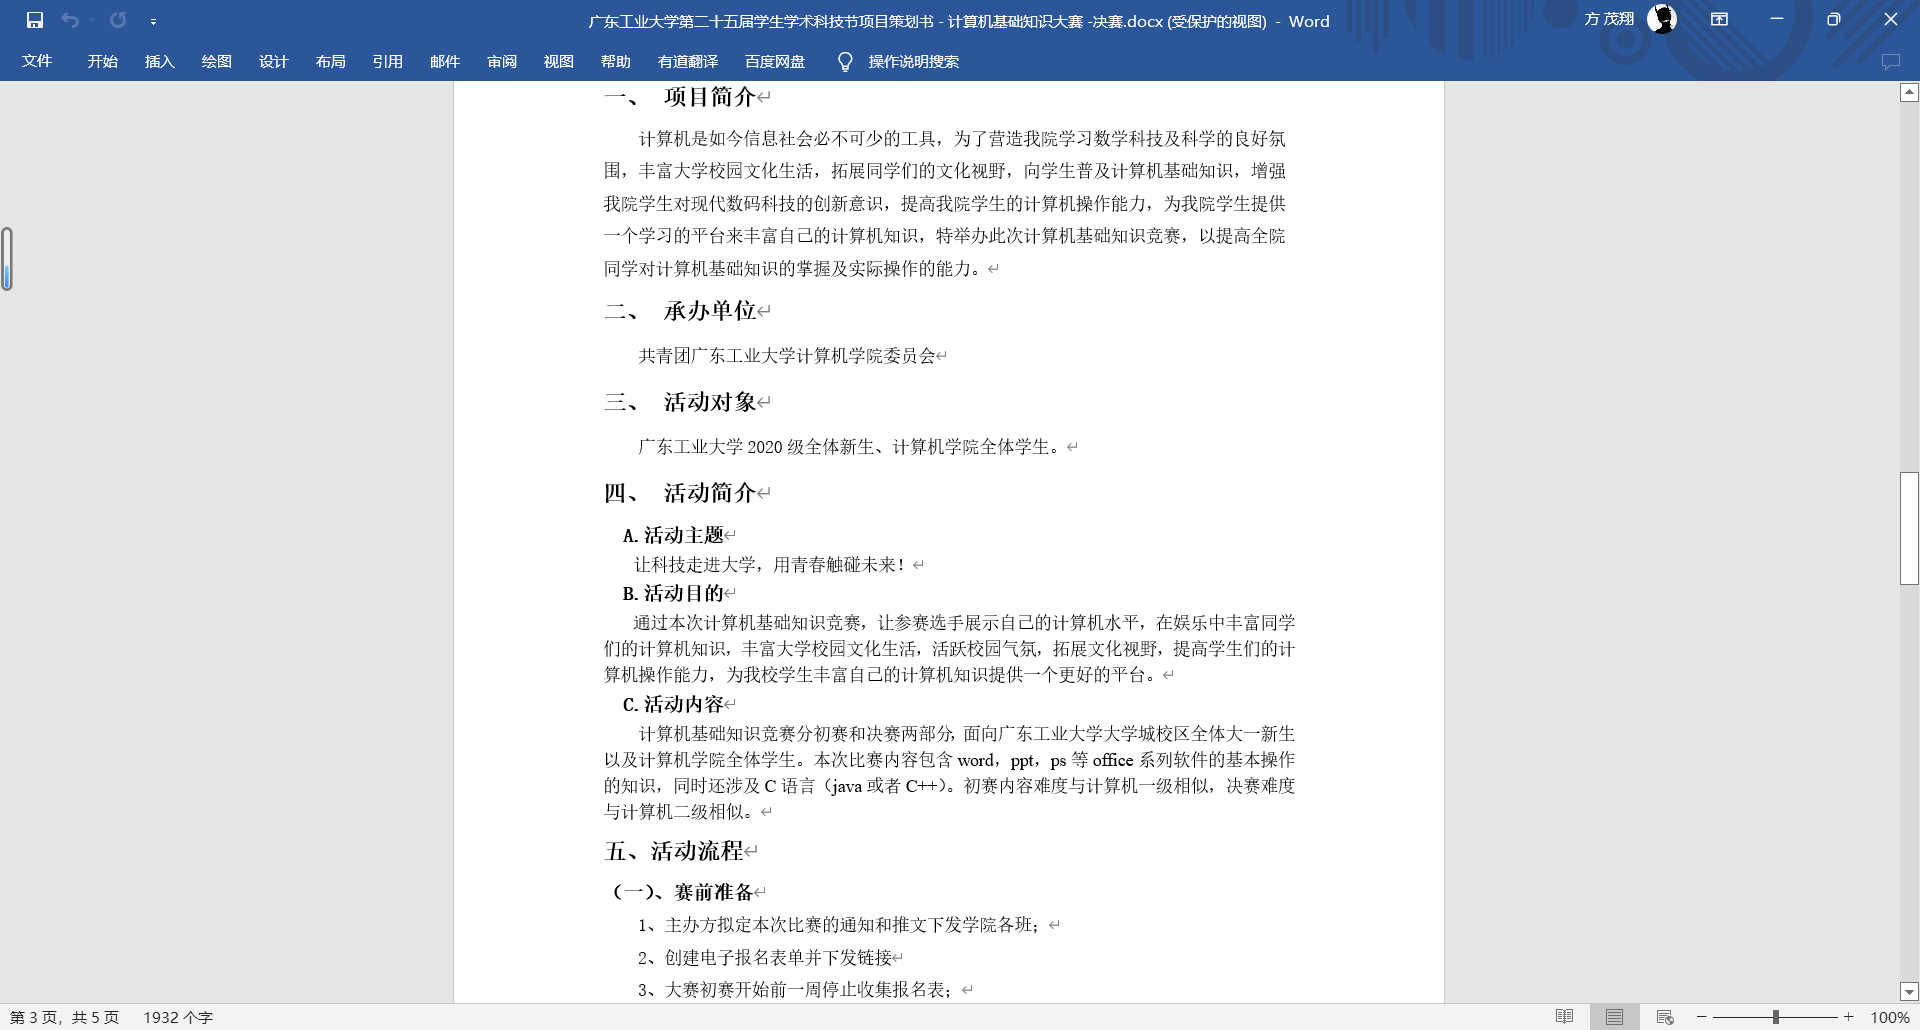 广东工业大学第二十五届学生学术科技节项目策划书 - 计算机基础知识大赛 -决赛.docx (受保护的视图) - Word
方 茂翔
文件 开始 插入 绘图 设计 布局 引用 邮件 审阅 视图 帮助 有道翻译 百度网盘 操作说明搜索
一、 项目简介↵
计算机是如今信息社会必不可少的工具，为了营造我院学习数学科技及科学的良好氛
围，丰富大学校园文化生活，拓展同学们的文化视野，向学生普及计算机基础知识，增强
我院学生对现代数码科技的创新意识，提高我院学生的计算机操作能力，为我院学生提供
一个学习的平台来丰富自己的计算机知识，特举办此次计算机基础知识竞赛，以提高全院
同学对计算机基础知识的掌握及实际操作的能力。↵
二、 承办单位↵
共青团广东工业大学计算机学院委员会↵
三、 活动对象↵
广东工业大学 2020 级全体新生、计算机学院全体学生。↵
四、 活动简介↵
A. 活动主题↵
让科技走进大学，用青春触碰未来！↵
B. 活动目的↵
通过本次计算机基础知识竞赛，让参赛选手展示自己的计算机水平，在娱乐中丰富同学
们的计算机知识，丰富大学校园文化生活，活跃校园气氛，拓展文化视野，提高学生们的计
算机操作能力，为我校学生丰富自己的计算机知识提供一个更好的平台。↵
C. 活动内容↵
计算机基础知识竞赛分初赛和决赛两部分，面向广东工业大学大学城校区全体大一新生
以及计算机学院全体学生。本次比赛内容包含 word，ppt，ps 等 office 系列软件的基本操作
的知识，同时还涉及 C 语言（java 或者 C++）。初赛内容难度与计算机一级相似，决赛难度
与计算机二级相似。↵
五、活动流程↵
（一）、赛前准备↵
1、主办方拟定本次比赛的通知和推文下发学院各班；↵
2、创建电子报名表单并下发链接↵
3、大赛初赛开始前一周停止收集报名表；↵
第 3 页，共 5 页 1932 个字
100%